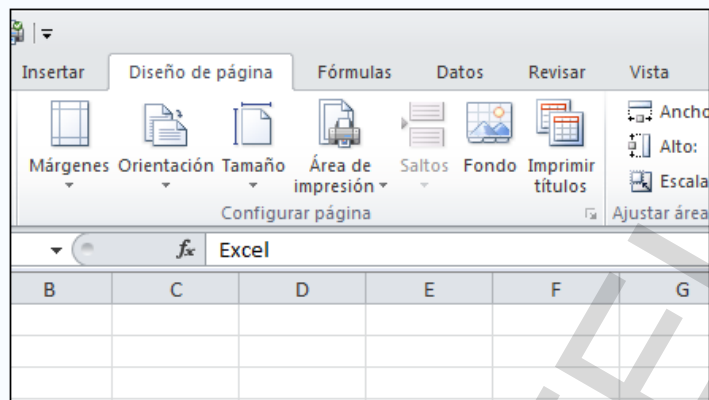 Insertar Diseño de página Fórmulas Datos Revisar Vista
Márgenes Orientación Tamaño Área de impresión Saltos Fondo Imprimir títulos
Ancho
Alto:
Escala
Configurar página Ajustar área
fx Excel
B C D E F G